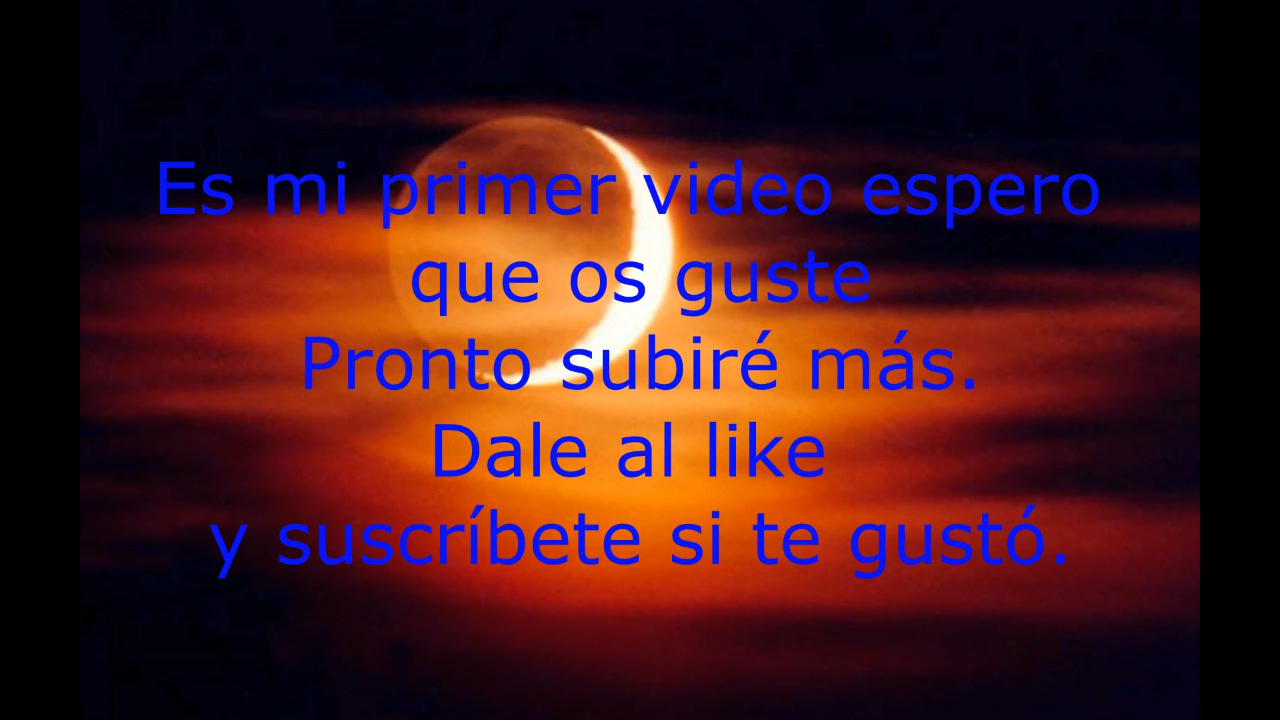 Es mi primer video espero
que os guste
Pronto subiré más.
Dale al like
y suscríbete si te gustó.